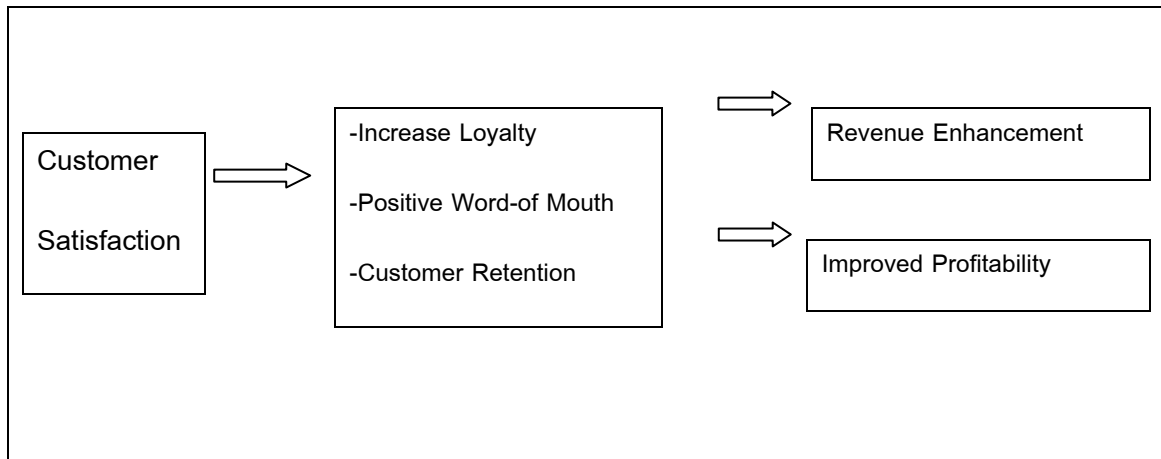 Customer
Satisfaction
-Increase Loyalty
-Positive Word-of Mouth
-Customer Retention
Revenue Enhancement
Improved Profitability